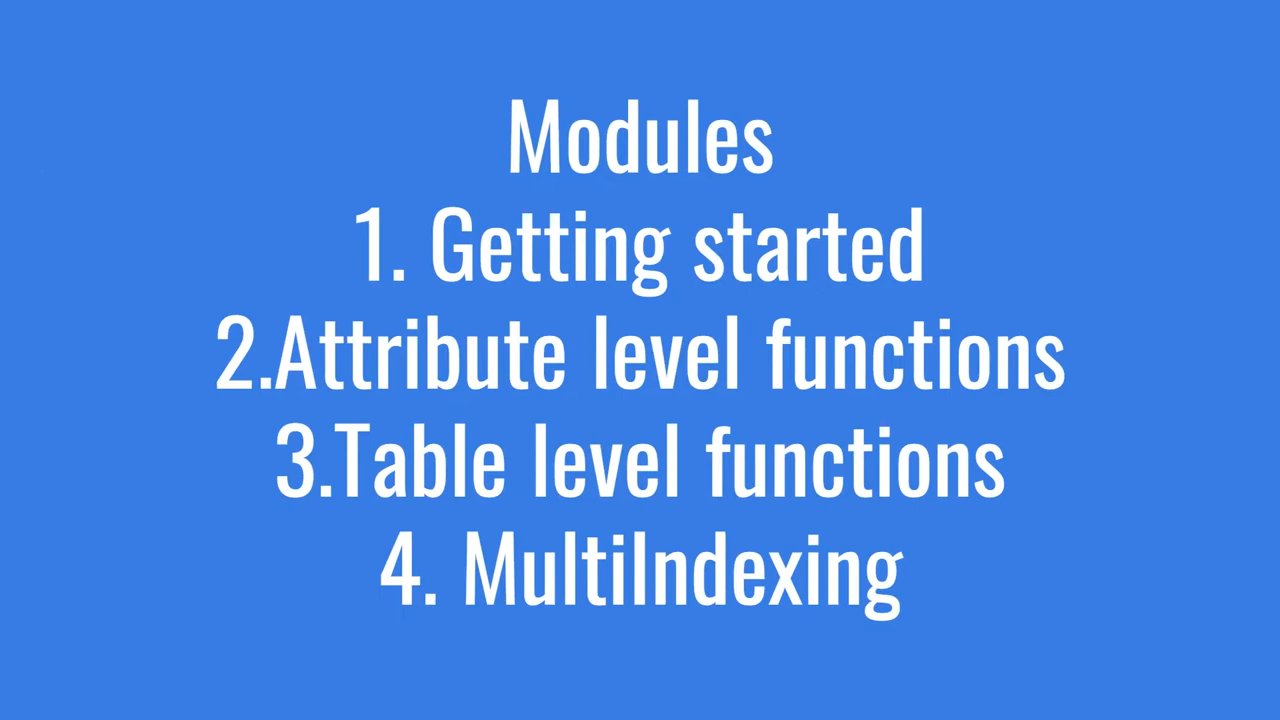 Modules
1. Getting started
2.Attribute level functions
3.Table level functions
4. MultiIndexing